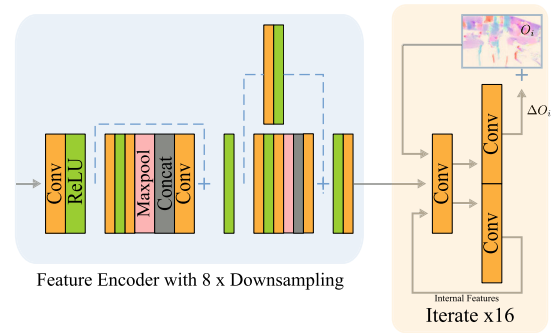 Conv
ReLU
Maxpool
Concat
Conv
+
+
Feature Encoder with 8 x Downsampling
O_i
+
ΔO_i
Conv
Conv
Conv
Internal Features
Iterate x16